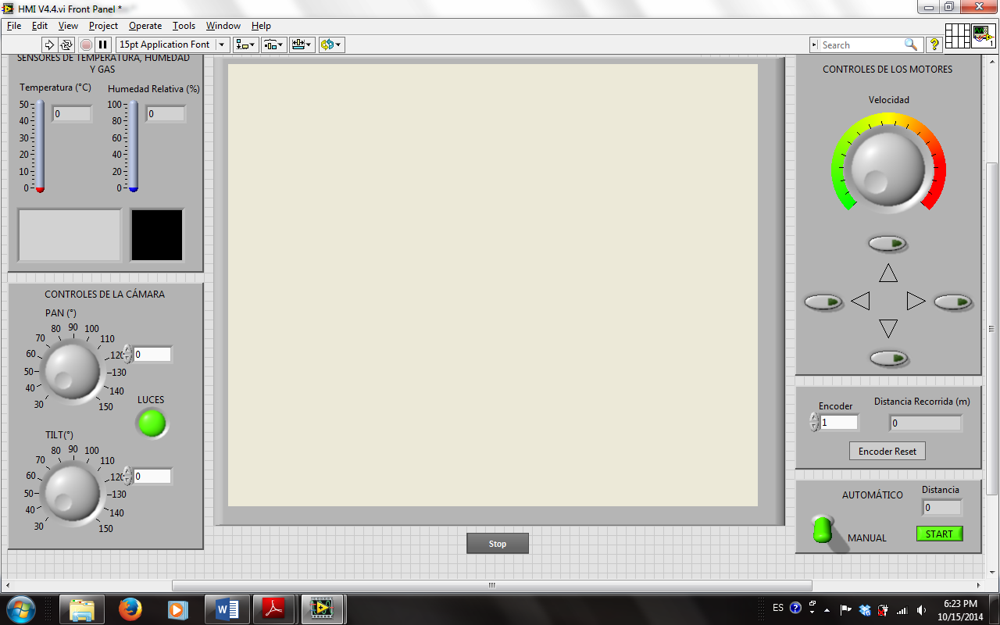 HMI V4.4.vi Front Panel *
File Edit View Project Operate Tools Window Help
15pt Application Font
Search
1
SENSORES DE TEMPERATURA, HUMEDAD
Y GAS
Temperatura (°C)
Humedad Relativa (%)
50
40
30
20
10
0
0
100
80
60
40
20
0
0
CONTROLES DE LA CÁMARA
PAN (°)
30
40
50
60
70
80
90
100
110
120
130
140
150
0
LUCES
TILT(°)
30
40
50
60
70
80
90
100
110
120
130
140
150
0
Stop
CONTROLES DE LOS MOTORES
Velocidad
Encoder
1
Distancia Recorrida (m)
0
Encoder Reset
AUTOMÁTICO
MANUAL
Distancia
0
START
ES
6:23 PM
10/15/2014